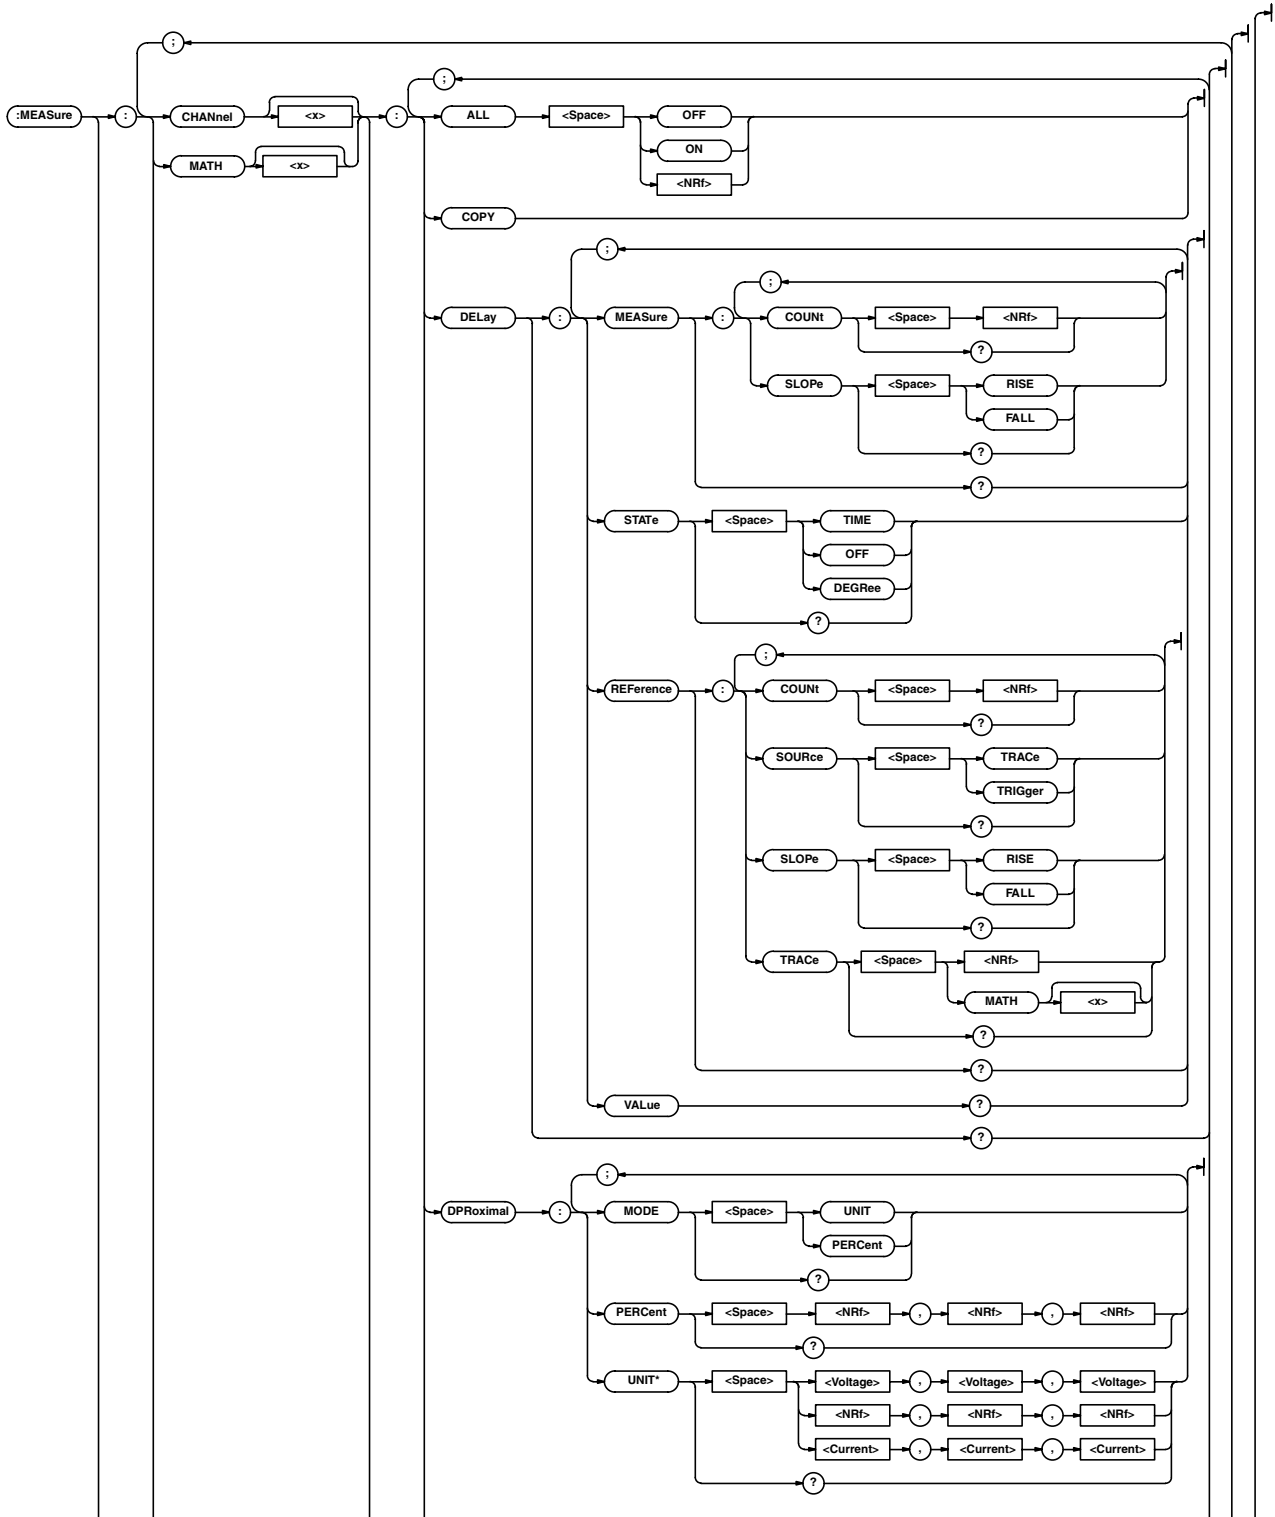 ;
;
:MEASure : CHANnel <x> : ALL <Space> OFF
ON
MATH <x>
<NRf>
COPY
;
;
DELay : MEASure : COUNt <Space> <NRf>
?
SLOPe <Space> RISE
FALL
?
?
STATe <Space> TIME
OFF
DEGRee
?
;
REFerence : COUNt <Space> <NRf>
?
SOURce <Space> TRACe
TRIGger
?
SLOPe <Space> RISE
FALL
?
TRACe <Space> <NRf>
MATH <x>
?
?
VALue ?
?
;
DPRoximal : MODE <Space> UNIT
PERCent
?
PERCent <Space> <NRf> , <NRf> , <NRf>
?
UNIT* <Space> <Voltage> , <Voltage> , <Voltage>
<NRf> , <NRf> , <NRf>
<Current> , <Current> , <Current>
?